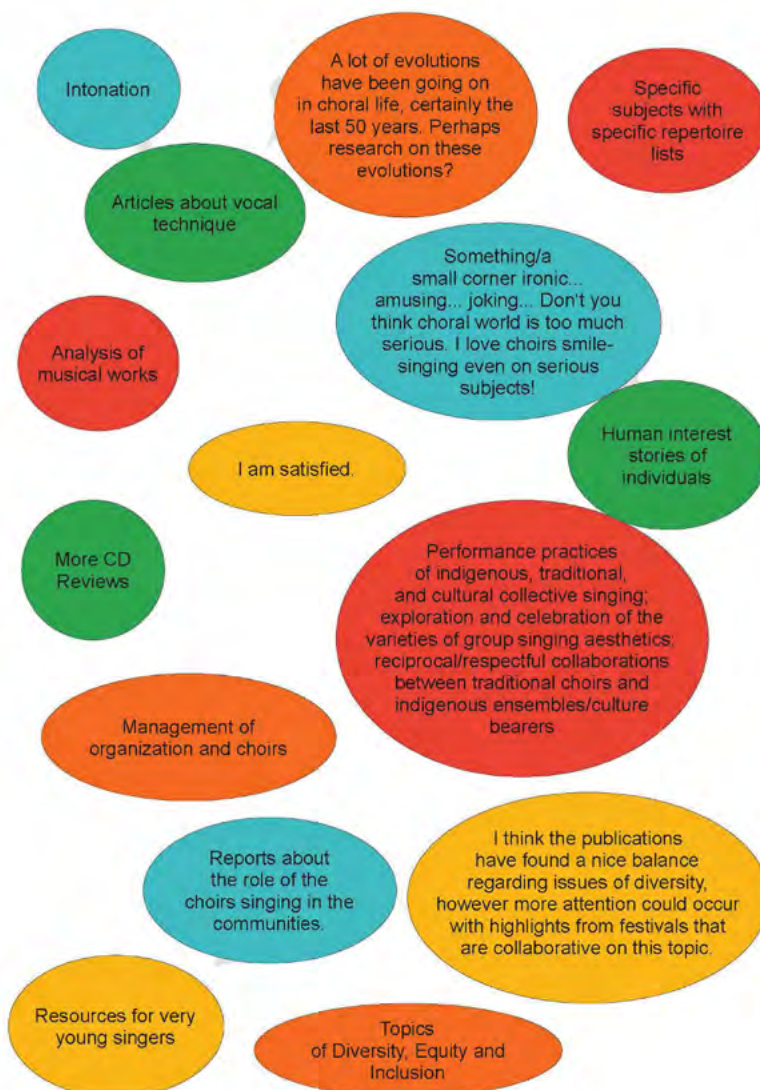 Intonation
A lot of evolutions
have been going on
in choral life, certainly the
last 50 years. Perhaps
research on these
evolutions?
Specific
subjects with
specific repertoire
lists
Articles about vocal
technique
Something/a
small corner ironic...
amusing... joking... Don't you
think choral world is too much
serious. I love choirs smile-
singing even on serious
subjects!
Analysis of
musical works
Human interest
stories of
individuals
I am satisfied.
More CD
Reviews
Performance practices
of indigenous, traditional,
and cultural collective singing;
exploration and celebration of the
varieties of group singing aesthetics;
reciprocal/respectful collaborations
between traditional choirs and
indigenous ensembles/culture
bearers
Management of
organization and choirs
Reports about
the role of the
choirs singing in the
communities.
I think the publications
have found a nice balance
regarding issues of diversity,
however more attention could occur
with highlights from festivals that
are collaborative on this topic.
Resources for very
young singers
Topics
of Diversity, Equity and
Inclusion